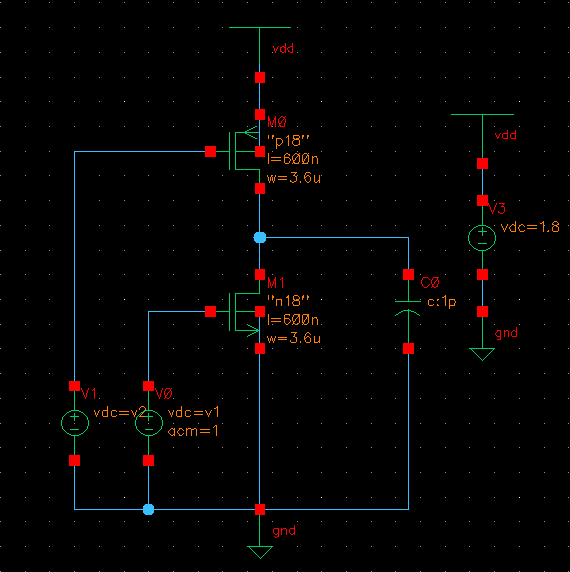 vdd
M0
"p18"
l=600n
w=3.6u
vdd
V3
vdc=1.8
M1
"n18"
l=600n
w=3.6u
C0
c:1p
gnd
V1
vdc=v2
V0
vdc=v1
acm=1
gnd